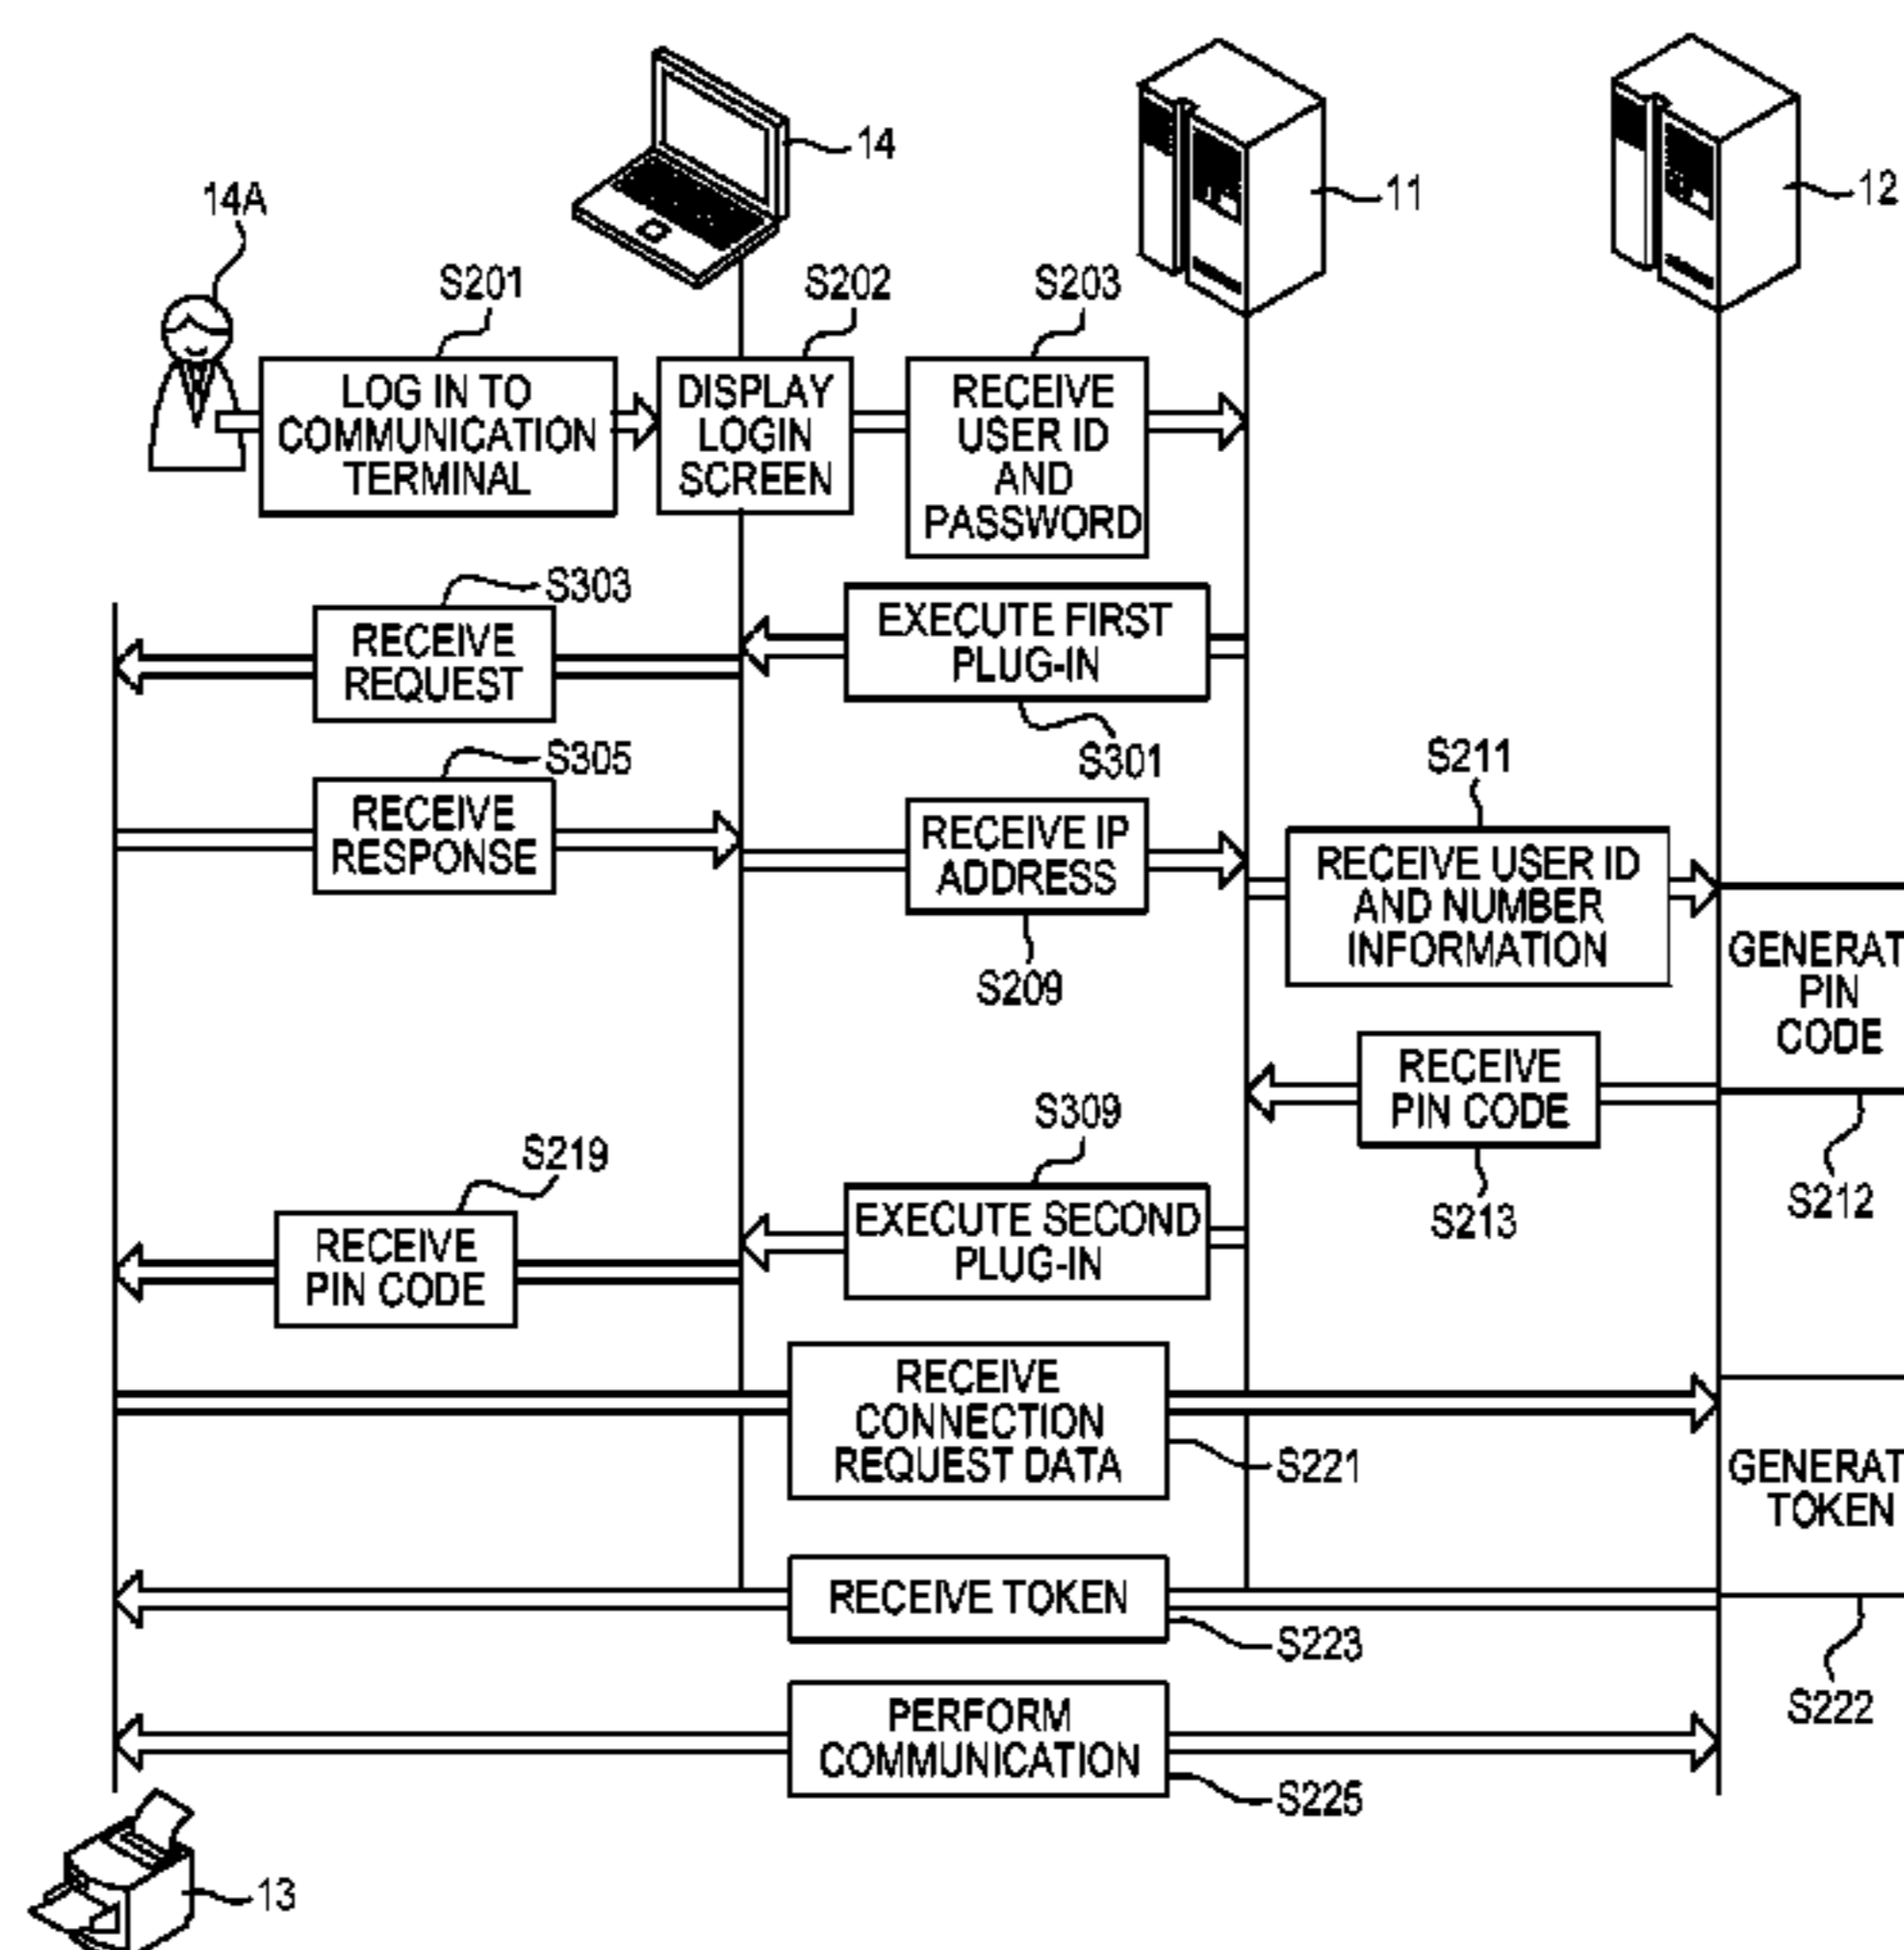 14
11
12
14A
S201
S202
S203
LOG IN TO
COMMUNICATION
TERMINAL
DISPLAY
LOGIN
SCREEN
RECEIVE
USER ID
AND
PASSWORD
S303
RECEIVE
REQUEST
EXECUTE FIRST
PLUG-IN
S301
S305
RECEIVE
RESPONSE
RECEIVE IP
ADDRESS
S209
S211
RECEIVE USER ID
AND NUMBER
INFORMATION
GENERAT
PIN
CODE
S212
RECEIVE
PIN CODE
S213
S309
EXECUTE SECOND
PLUG-IN
S219
RECEIVE
PIN CODE
RECEIVE
CONNECTION
REQUEST DATA
S221
GENERAT
TOKEN
S222
RECEIVE TOKEN
S223
PERFORM
COMMUNICATION
S225
13